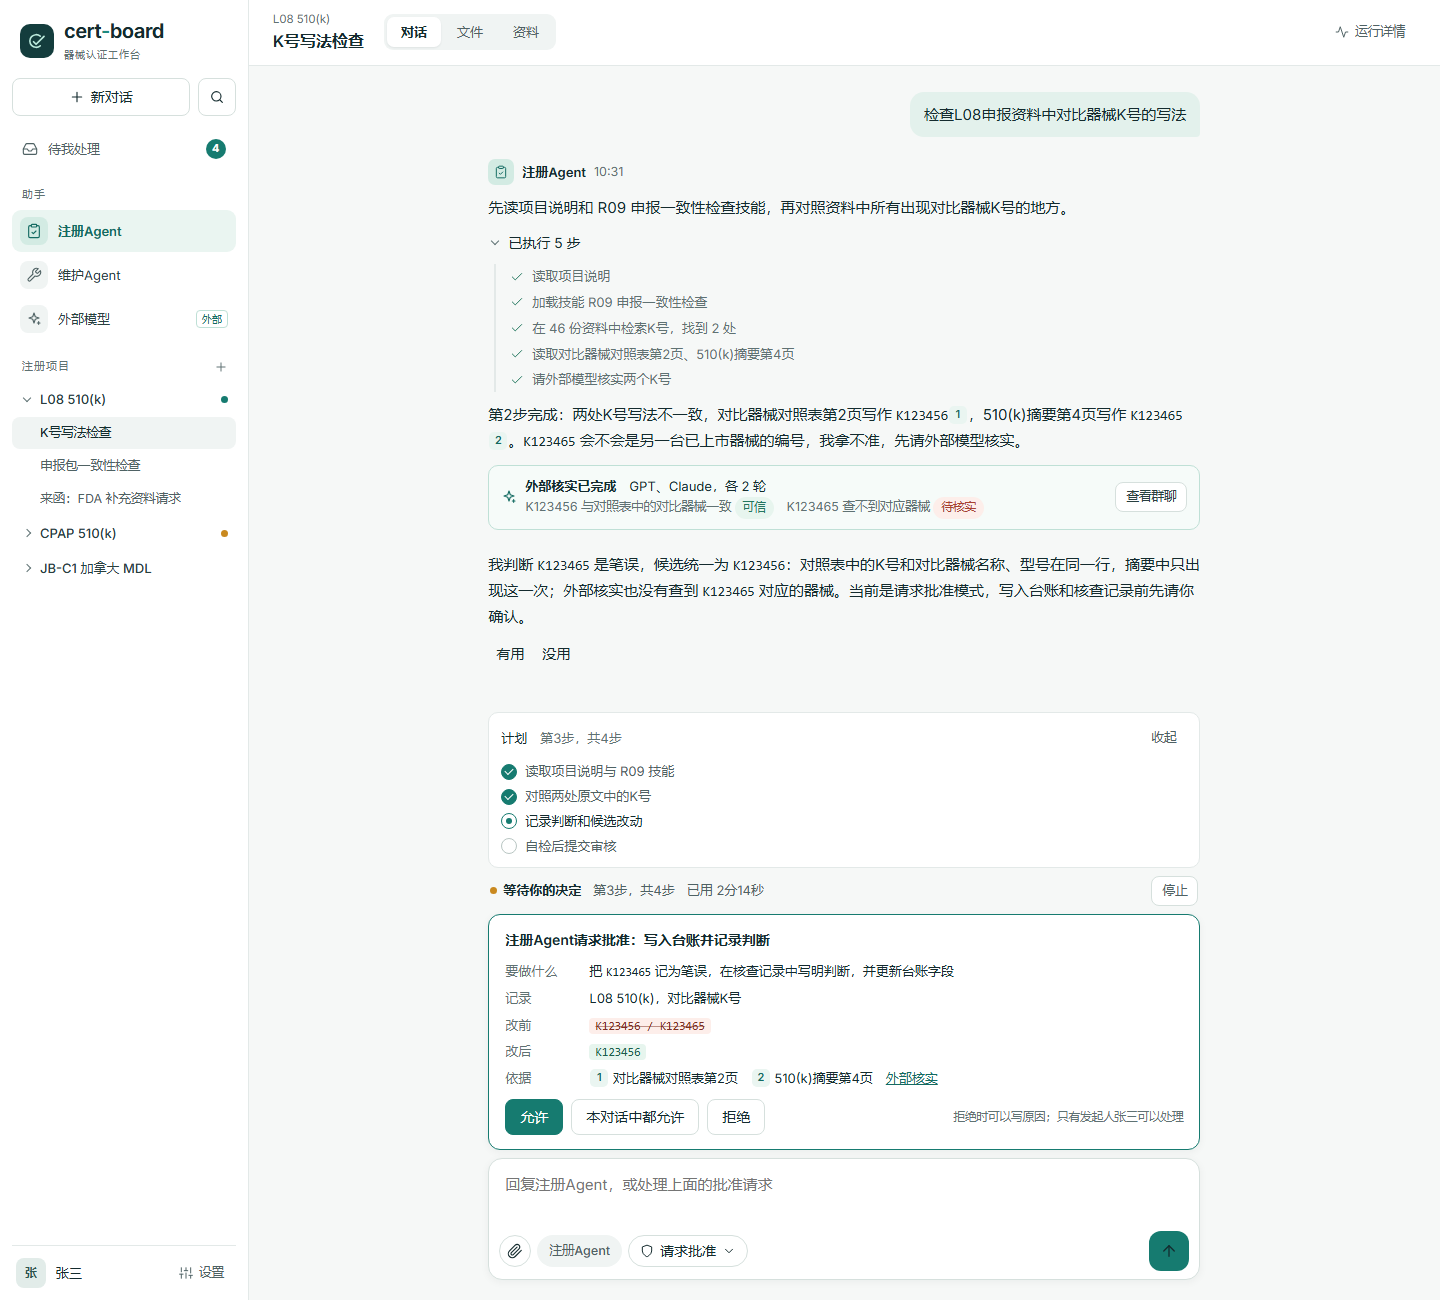 cert-board
器械认证工作台
新对话
待我处理
4
助手
注册Agent
维护Agent
外部模型
外部
注册项目
L08 510(k)
K号写法检查
申报包一致性检查
来函：FDA 补充资料请求
CPAP 510(k)
JB-C1 加拿大 MDL
张
张三
设置
L08 510(k)
K号写法检查
对话
文件
资料
运行详情
检查L08申报资料中对比器械K号的写法
注册Agent 10:31
先读项目说明和 R09 申报一致性检查技能，再对照资料中所有出现对比器械K号的地方。
已执行 5 步
读取项目说明
加载技能 R09 申报一致性检查
在 46 份资料中检索K号，找到 2 处
读取对比器械对照表第2页、510(k)摘要第4页
请外部模型核实两个K号
第2步完成：两处K号写法不一致，对比器械对照表第2页写作 K123456 1 ，510(k)摘要第4页写作 K123465
2 。K123465 会不会是另一台已上市器械的编号，我拿不准，先请外部模型核实。
外部核实已完成 GPT、Claude，各 2 轮
K123456 与对照表中的对比器械一致 可信 K123465 查不到对应器械 待核实
查看群聊
我判断 K123465 是笔误，候选统一为 K123456：对照表中的K号和对比器械名称、型号在同一行，摘要中只出
现这一次；外部核实也没有查到 K123465 对应的器械。当前是请求批准模式，写入台账和核查记录前先请你
确认。
有用 没用
计划 第3步，共4步
收起
读取项目说明与 R09 技能
对照两处原文中的K号
记录判断和候选改动
自检后提交审核
等待你的决定 第3步，共4步 已用 2分14秒
停止
注册Agent请求批准：写入台账并记录判断
要做什么 把 K123465 记为笔误，在核查记录中写明判断，并更新台账字段
记录 L08 510(k)，对比器械K号
改前 K123456 / K123465
改后 K123456
依据 1 对比器械对照表第2页 2 510(k)摘要第4页 外部核实
允许
本对话中都允许
拒绝
拒绝时可以写原因；只有发起人张三可以处理
回复注册Agent，或处理上面的批准请求
注册Agent
请求批准